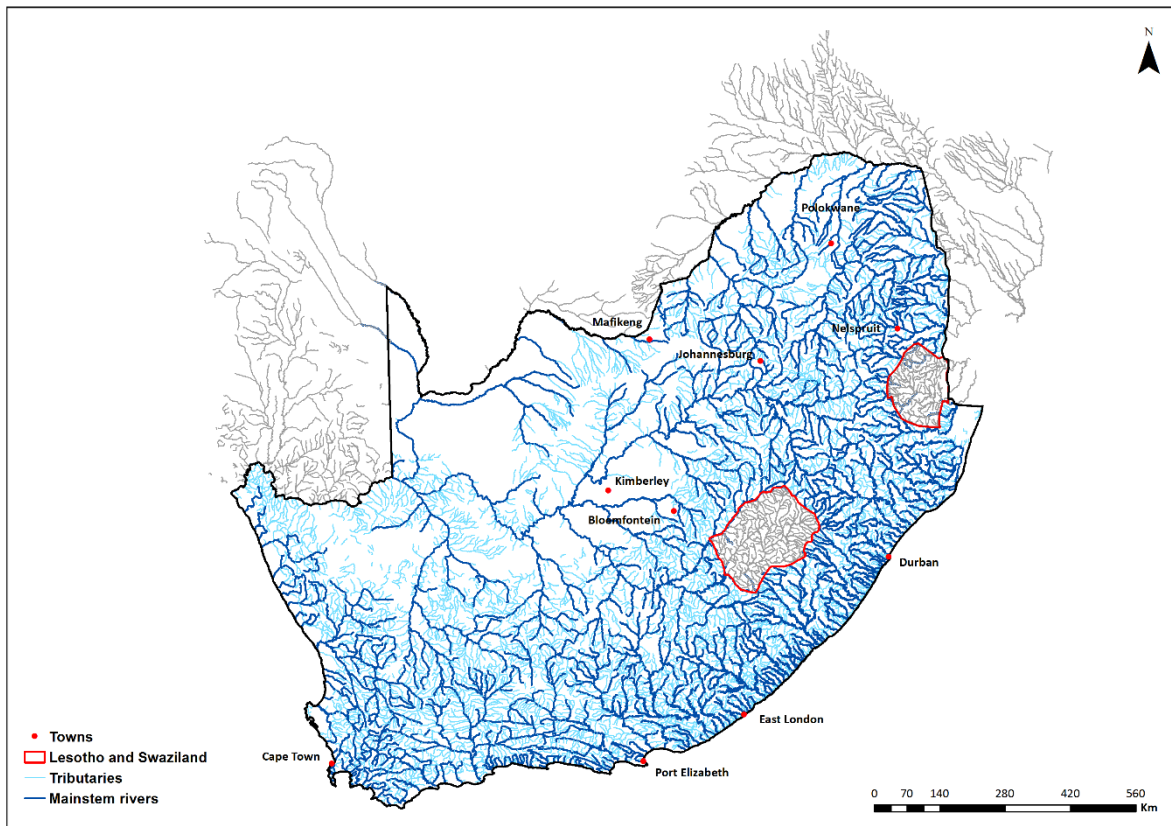 N
Polokwane
Nelspruit
Mafikeng
Johannesburg
Kimberley
Bloomfontein
Durban
East London
Port Elizabeth
Cape Town
Towns
Lesotho and Swaziland
Tributaries
Mainstem rivers
0 70 140 280 420 560
Km